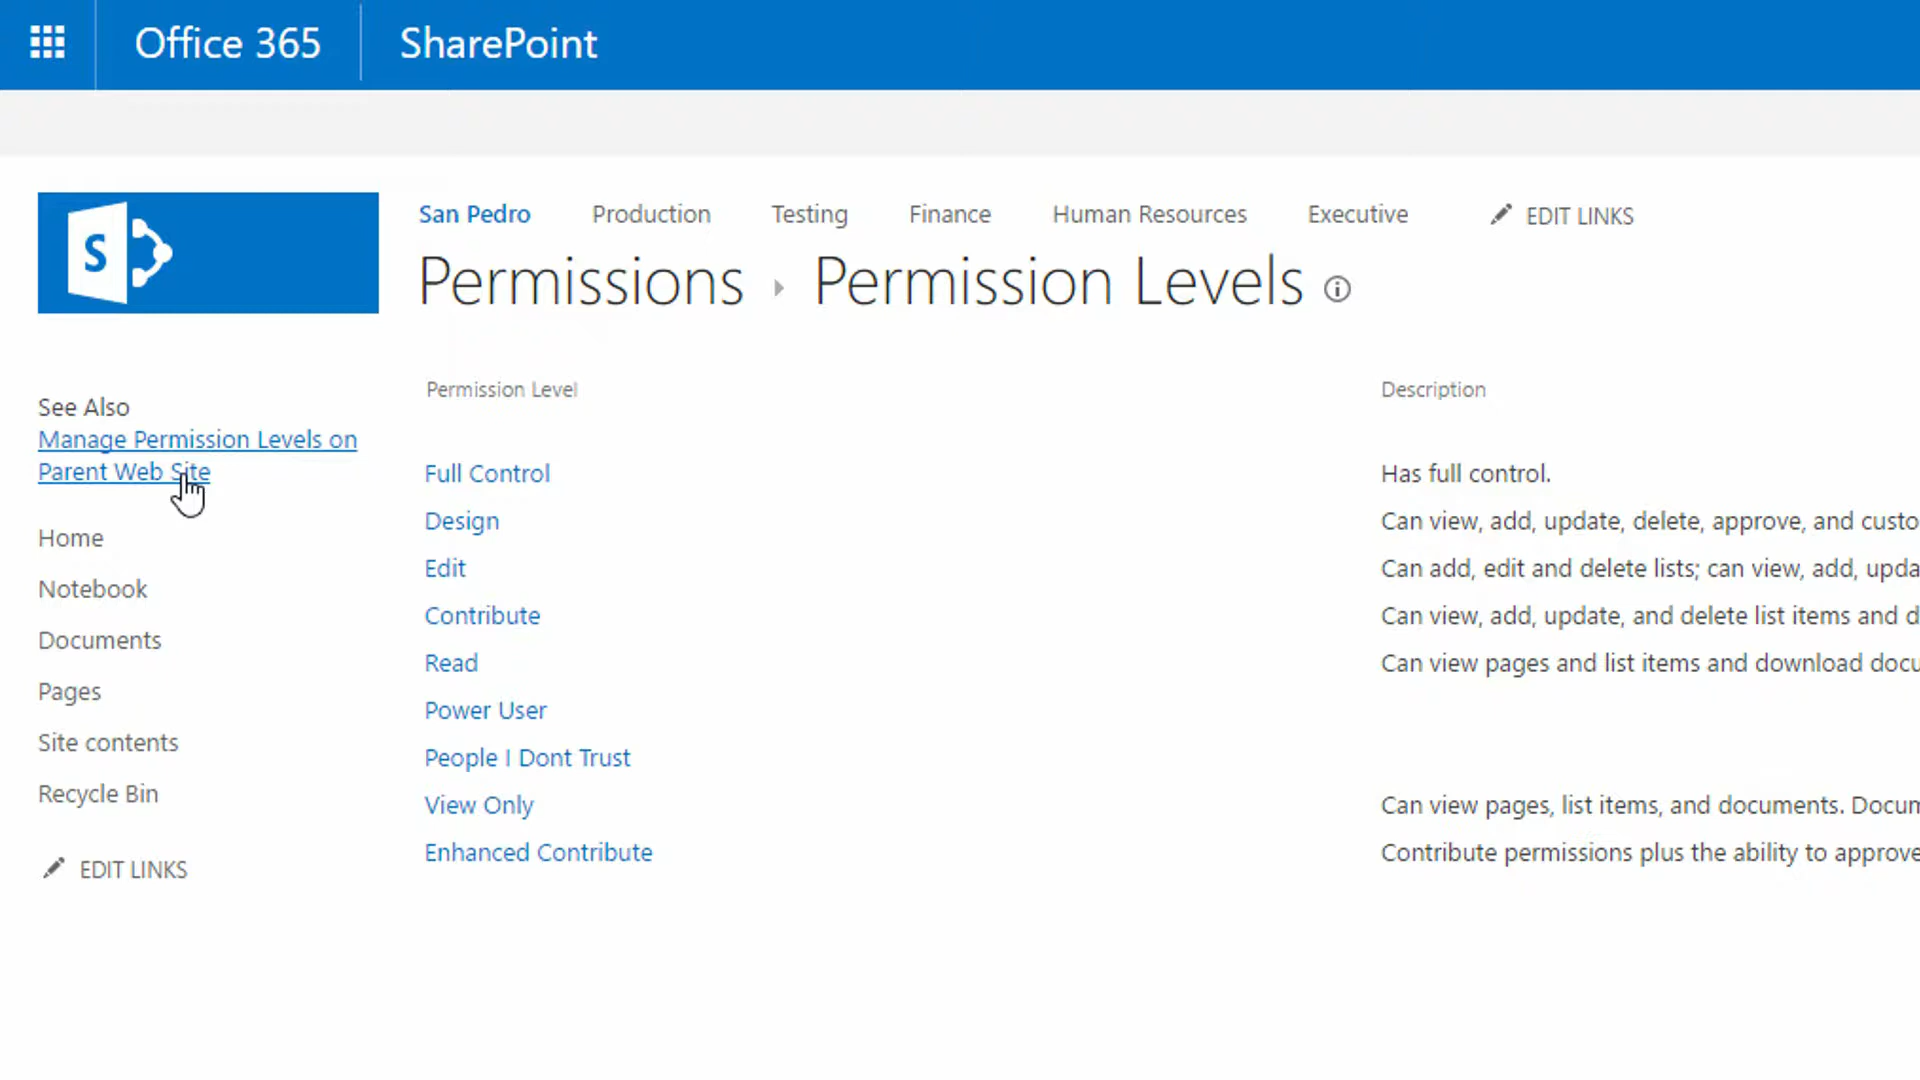 Office 365
SharePoint
S
San Pedro
Production
Testing
Finance
Human Resources
Executive
EDIT LINKS
Permissions
Permission Levels
See Also
Manage Permission Levels on
Parent Web Site
Home
Notebook
Documents
Pages
Site contents
Recycle Bin
EDIT LINKS
Permission Level
Description
Full Control
Has full control.
Design
Can view, add, update, delete, approve, and custo
Edit
Can add, edit and delete lists; can view, add, upda
Contribute
Can view, add, update, and delete list items and d
Read
Can view pages and list items and download docu
Power User
People I Dont Trust
View Only
Can view pages, list items, and documents. Docum
Enhanced Contribute
Contribute permissions plus the ability to approve